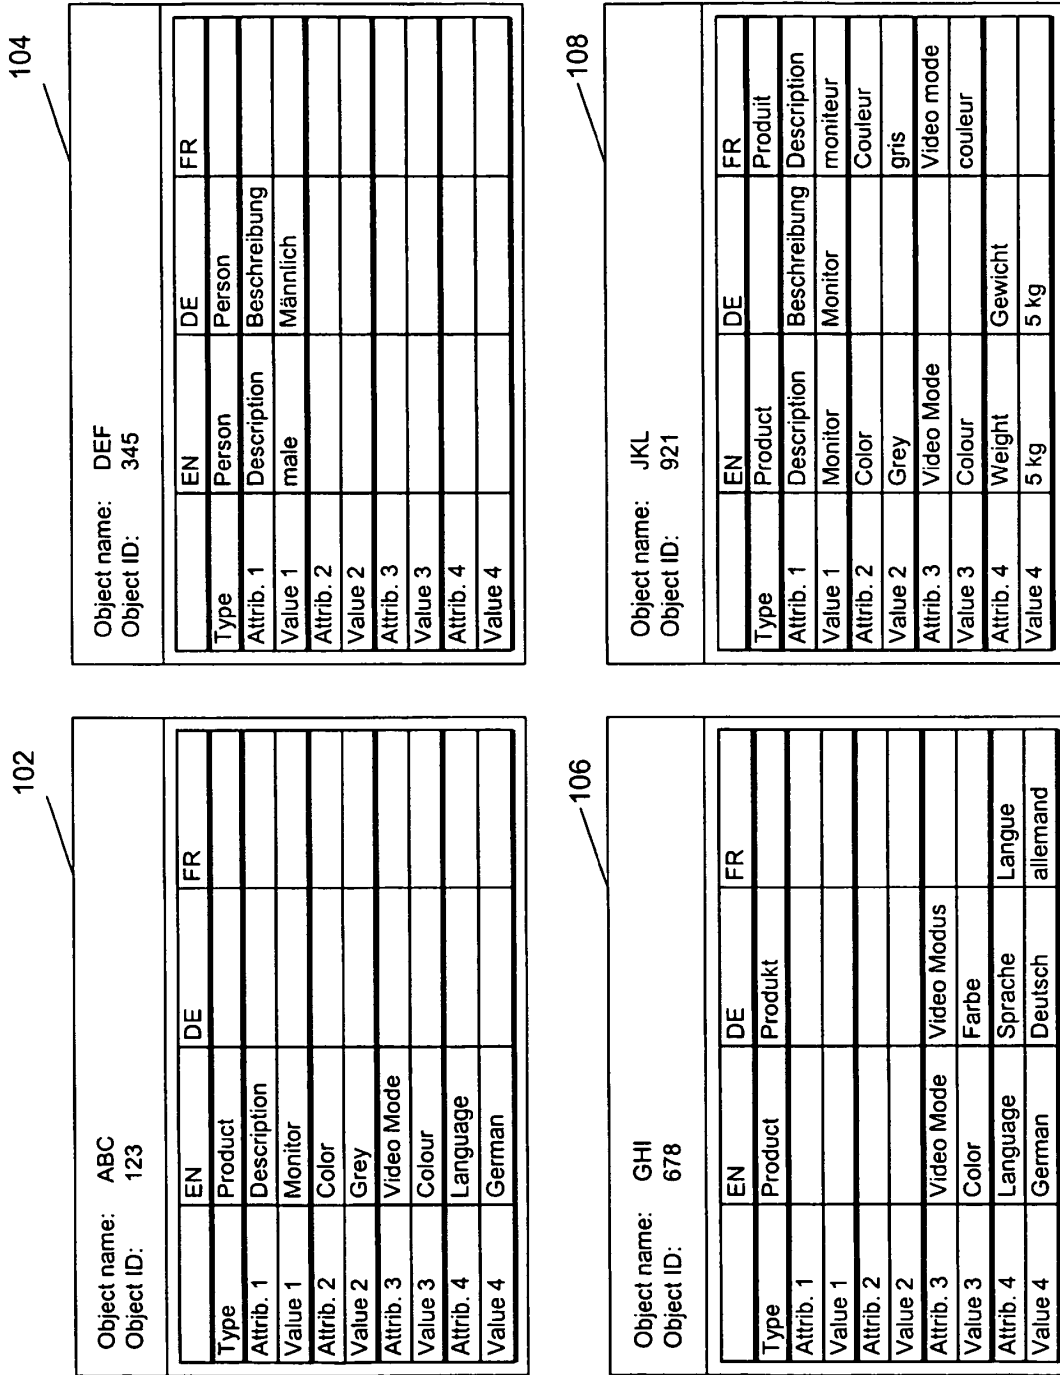 102
Object name: ABC
Object ID: 123
EN DE FR
Type Product
Attrib. 1 Description
Value 1 Monitor
Attrib. 2 Color
Value 2 Grey
Attrib. 3 Video Mode
Value 3 Colour
Attrib. 4 Language
Value 4 German
104
Object name: DEF
Object ID: 345
EN DE FR
Type Person Person
Attrib. 1 Description Beschreibung
Value 1 male Männlich
Attrib. 2
Value 2
Attrib. 3
Value 3
Attrib. 4
Value 4
106
Object name: GHI
Object ID: 678
EN DE FR
Type Product Produkt
Attrib. 1
Value 1
Attrib. 2
Value 2
Attrib. 3 Video Mode Video Modus
Value 3 Color Farbe
Attrib. 4 Language Sprache Langue
Value 4 German Deutsch allemand
108
Object name: JKL
Object ID: 921
EN DE FR
Type Product Produit
Attrib. 1 Description Beschreibung Description
Value 1 Monitor Monitor moniteur
Attrib. 2 Color Couleur
Value 2 Grey gris
Attrib. 3 Video Mode Video mode
Value 3 Colour couleur
Attrib. 4 Weight Gewicht
Value 4 5 kg 5 kg